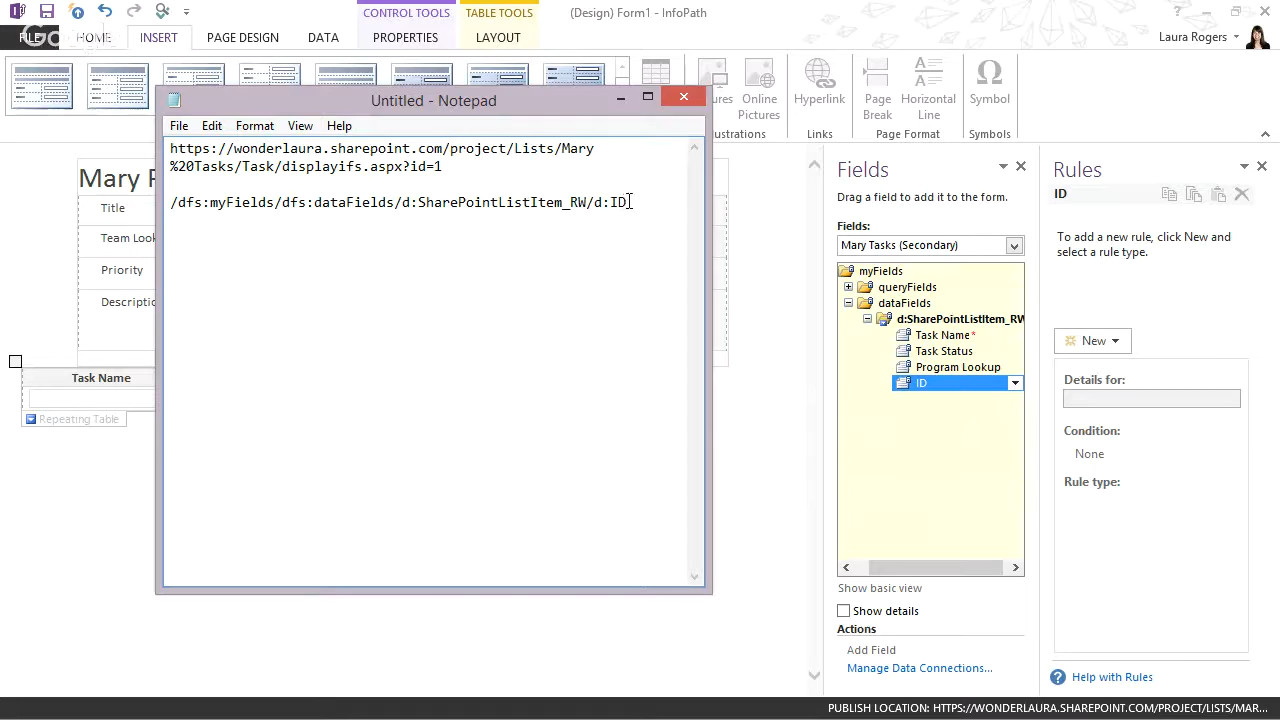 (Design) Form1 - InfoPath
CONTROL TOOLS
TABLE TOOLS
FILE
HOME
INSERT
PAGE DESIGN
DATA
PROPERTIES
LAYOUT
Laura Rogers
Online Pictures
Hyperlink
Page Break
Horizontal Line
Symbol
Links
Page Format
Symbols
Untitled - Notepad
File Edit Format View Help
https://wonderlaura.sharepoint.com/project/Lists/Mary
%20Tasks/Task/displayifs.aspx?id=1
/dfs:myFields/dfs:dataFields/d:SharePointListItem_RW/d:ID
Mary
Title
Team
Priority
Task Name
Repeating Table
Fields
Drag a field to add it to the form.
Fields:
Mary Tasks (Secondary)
myFields
queryFields
dataFields
d:SharePointListItem_RW
Task Name*
Task Status
Program Lookup
ID
Show basic view
Show details
Actions
Add Field
Manage Data Connections...
Rules
ID
To add a new rule, click New and
select a rule type.
New
Details for:
Condition:
None
Rule type:
Help with Rules
PUBLISH LOCATION: HTTPS://WONDERLAURA.SHAREPOINT.COM/PROJECT/LISTS/MAR...